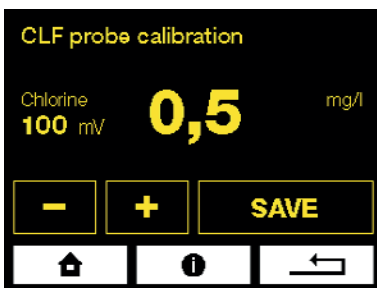 CLF probe calibration
Chlorine
100 mV
0,5
mg/l
− + SAVE